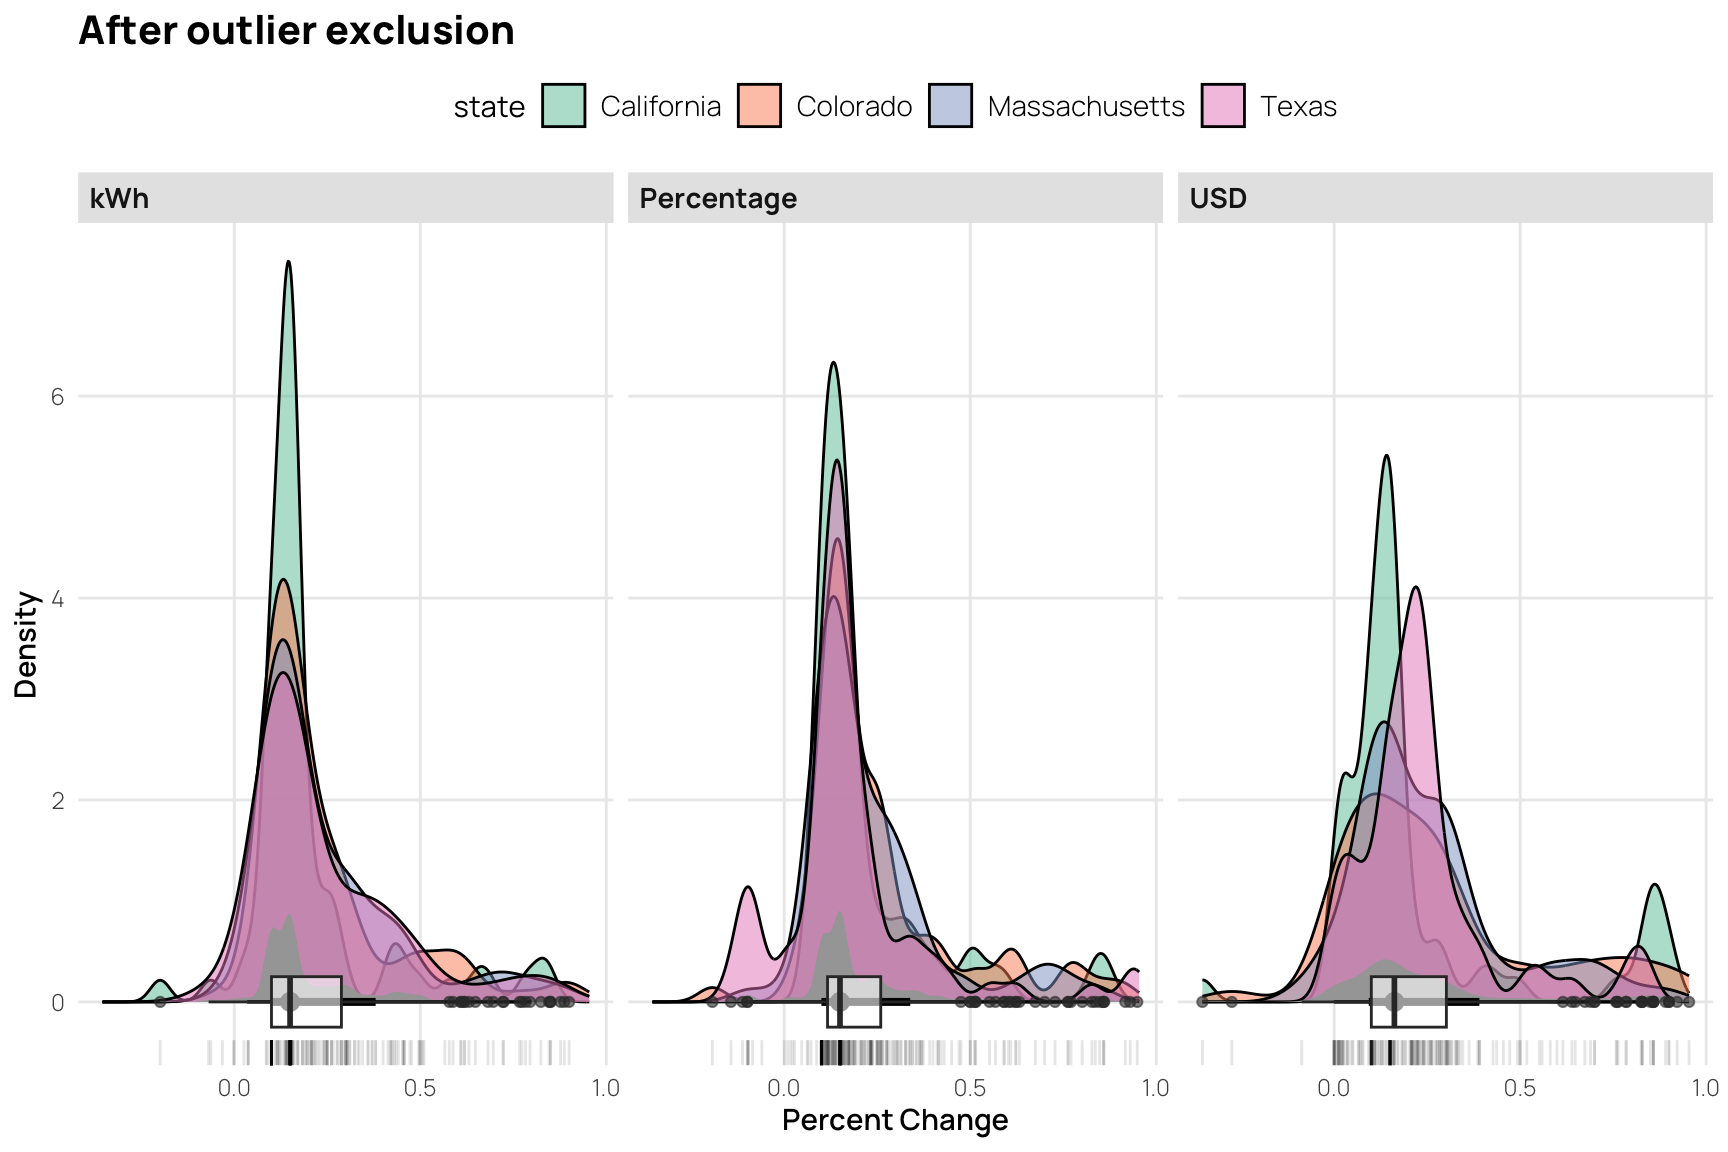 After outlier exclusion
state California Colorado Massachusetts Texas
kWh Percentage USD
Density
6
4
2
0
0.0 0.5 1.0 0.0 0.5 1.0 0.0 0.5 1.0
Percent Change